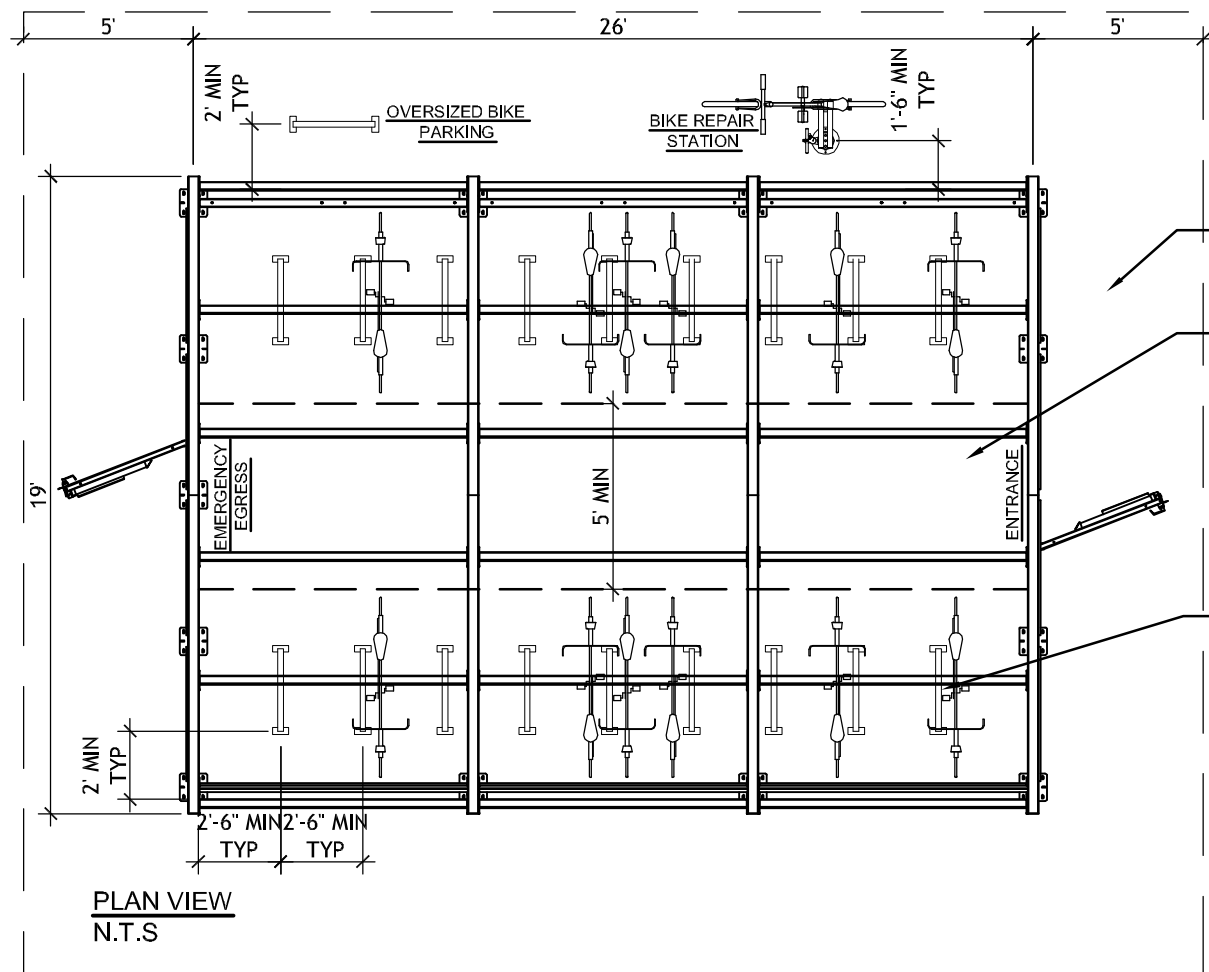 5'
26'
5'
2' MIN
TYP
OVERSIZED BIKE
PARKING
BIKE REPAIR
STATION
1'-6" MIN
TYP
19'
EMERGENCY
EGRESS
5' MIN
ENTRANCE
2' MIN
TYP
2'-6" MIN
TYP
2'-6" MIN
TYP
PLAN VIEW
N.T.S